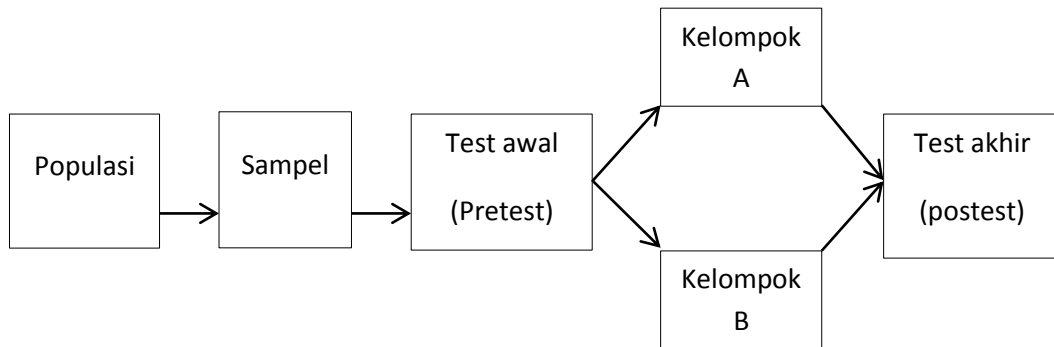 Populasi
Sampel
Test awal
(Pretest)
Kelompok
A
Kelompok
B
Test akhir
(postest)